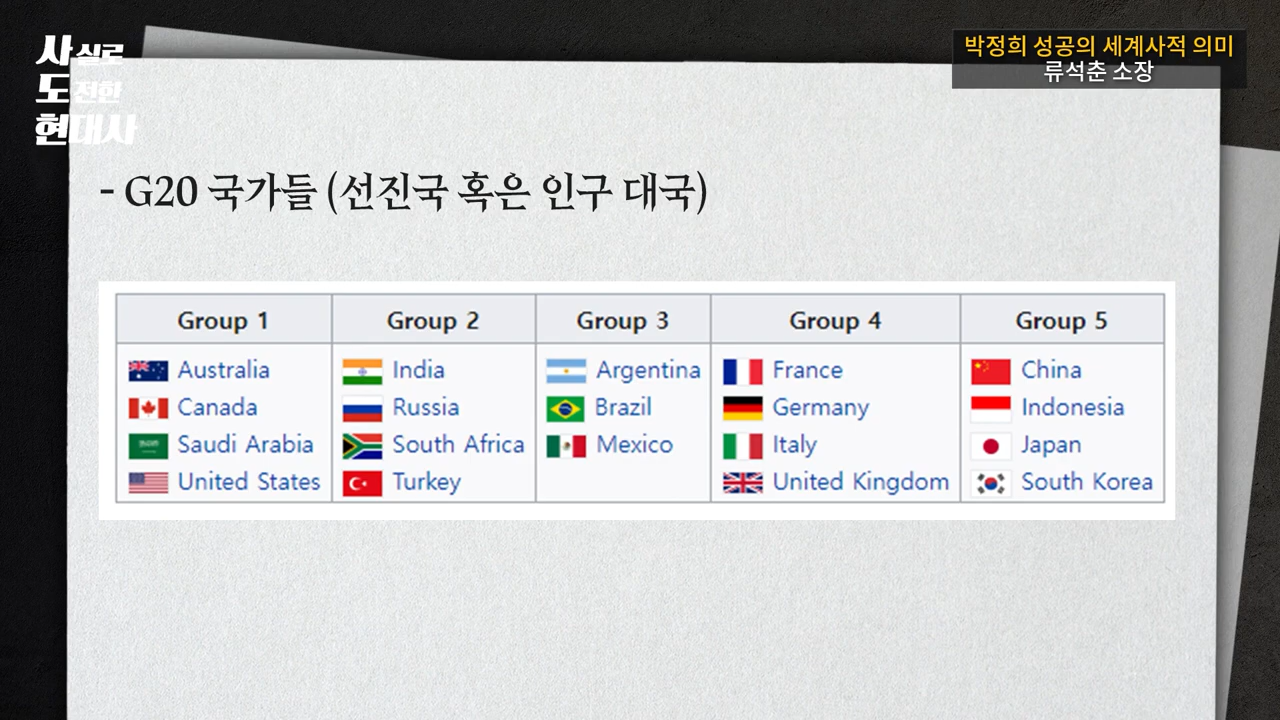 사실로
도전한
현대사
박정희 성공의 세계사적 의미
류석춘 소장
- G20 국가들 (선진국 혹은 인구 대국)
Group 1 Group 2 Group 3 Group 4 Group 5
Australia India Argentina France China
Canada Russia Brazil Germany Indonesia
Saudi Arabia South Africa Mexico Italy Japan
United States Turkey United Kingdom South Korea